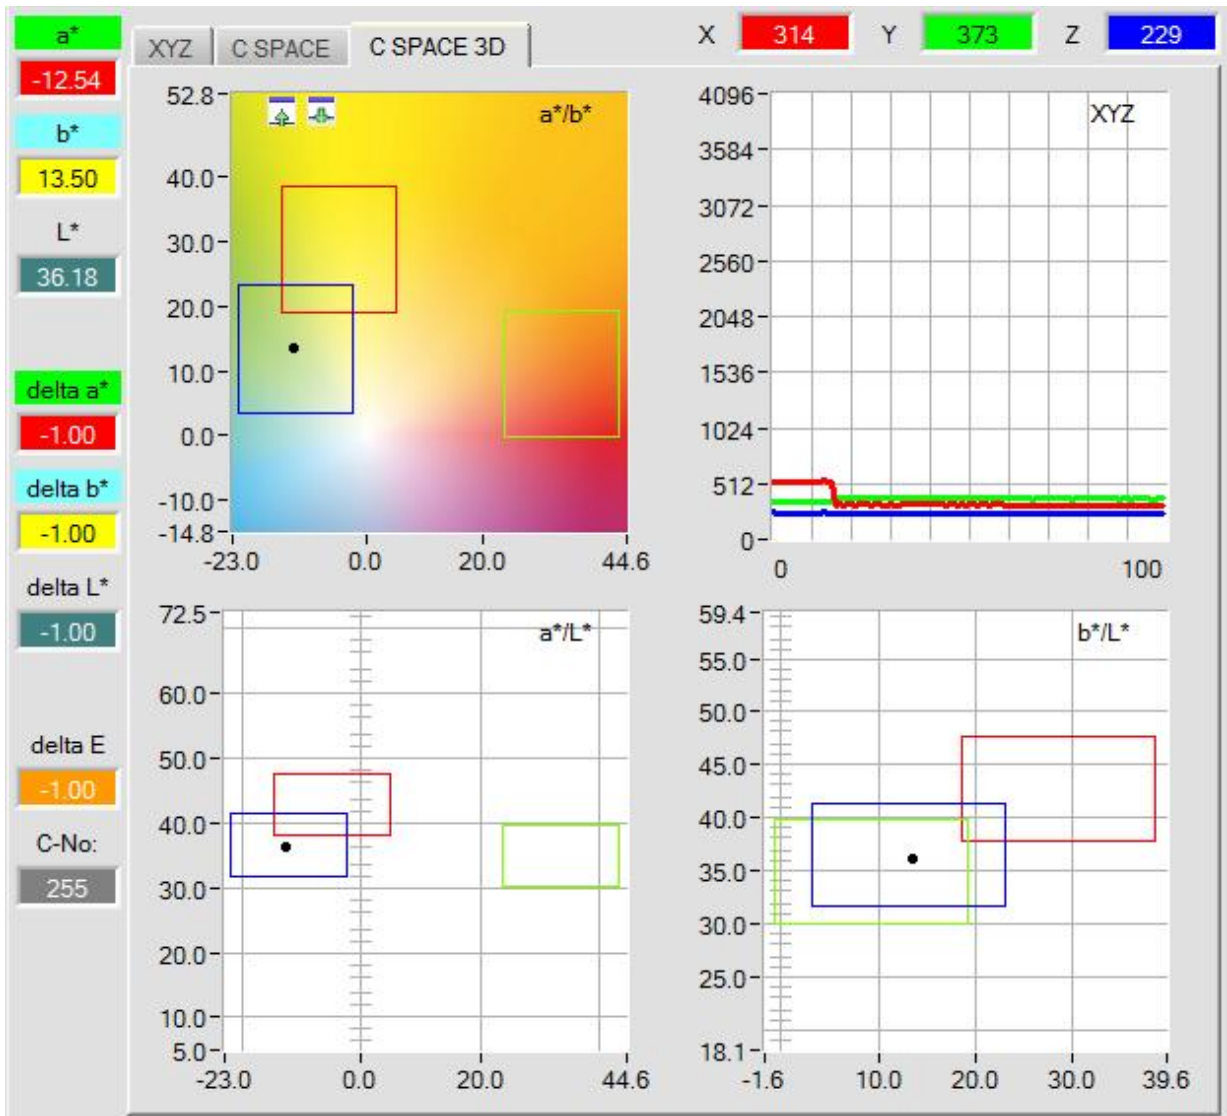 a*
-12.54
b*
13.50
L*
36.18
delta a*
-1.00
delta b*
-1.00
delta L*
-1.00
delta E
-1.00
C-No:
255
XYZ C SPACE C SPACE 3D
X 314 Y 373 Z 229
a*/b*
52.8
40.0
30.0
20.0
10.0
0.0
-10.0
-14.8
-23.0 0.0 20.0 44.6
XYZ
4096
3584
3072
2560
2048
1536
1024
512
0
0 100
a*/L*
72.5
60.0
50.0
40.0
30.0
20.0
10.0
5.0
-23.0 0.0 20.0 44.6
b*/L*
59.4
55.0
50.0
45.0
40.0
35.0
30.0
25.0
18.1
-1.6 10.0 20.0 30.0 39.6